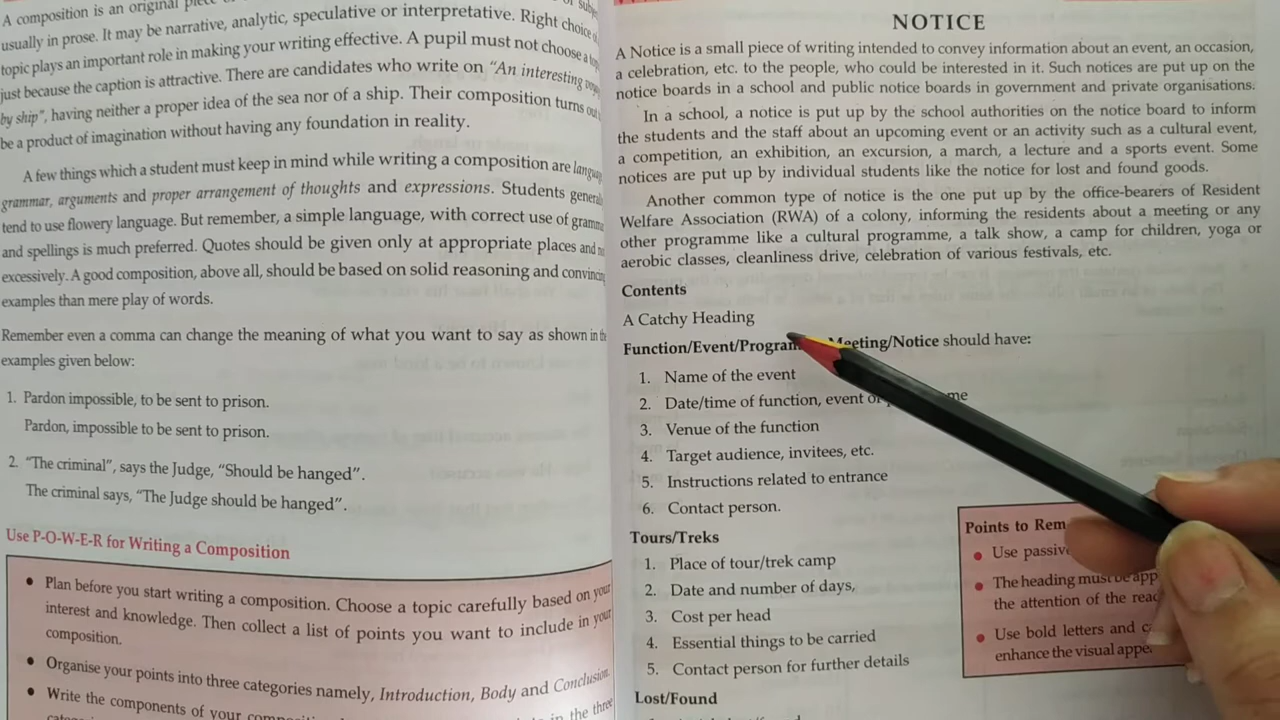 A composition is an original piece of
usually in prose. It may be narrative, analytic, speculative or interpretative. Right choice of
topic plays an important role in making your writing effective. A pupil must not choose a
just because the caption is attractive. There are candidates who write on "An interesting
by ship", having neither a proper idea of the sea nor of a ship. Their composition turns out
be a product of imagination without having any foundation in reality.
A few things which a student must keep in mind while writing a composition are
grammar, arguments and proper arrangement of thoughts and expressions. Students
tend to use flowery language. But remember, a simple language, with correct use of
and spellings is much preferred. Quotes should be given only at appropriate places and
excessively. A good composition, above all, should be based on solid reasoning and
examples than mere play of words.
Remember even a comma can change the meaning of what you want to say as shown in the
examples given below:
1. Pardon impossible, to be sent to prison.
Pardon, impossible to be sent to prison.
2. "The criminal", says the Judge, "Should be hanged".
The criminal says, "The Judge should be hanged".
Use P-O-W-E-R for Writing a Composition
• Plan before you start writing a composition. Choose a topic carefully based on your
interest and knowledge. Then collect a list of points you want to include in your
composition.
• Organise your points into three categories namely, Introduction, Body and Conclusion.
• Write the components of your in the three
NOTICE
A Notice is a small piece of writing intended to convey information about an event, an occasion,
a celebration, etc. to the people, who could be interested in it. Such notices are put up on the
notice boards in a school and public notice boards in government and private organisations.
In a school, a notice is put up by the school authorities on the notice board to inform
the students and the staff about an upcoming event or an activity such as a cultural event,
a competition, an exhibition, an excursion, a march, a lecture and a sports event. Some
notices are put up by individual students like the notice for lost and found goods.
Another common type of notice is the one put up by the office-bearers of Resident
Welfare Association (RWA) of a colony, informing the residents about a meeting or any
other programme like a cultural programme, a talk show, a camp for children, yoga or
aerobic classes, cleanliness drive, celebration of various festivals, etc.
Contents
A Catchy Heading
Function/Event/Program Meeting/Notice should have:
1. Name of the event
2. Date/time of function, event
3. Venue of the function
4. Target audience, invitees, etc.
5. Instructions related to entrance
6. Contact person.
Tours/Treks
1. Place of tour/trek camp
2. Date and number of days,
3. Cost per head
4. Essential things to be carried
5. Contact person for further details
Lost/Found
Points to Rem
• Use passiv
• The heading must be app
the attention of the
• Use bold letters and
enhance the visual